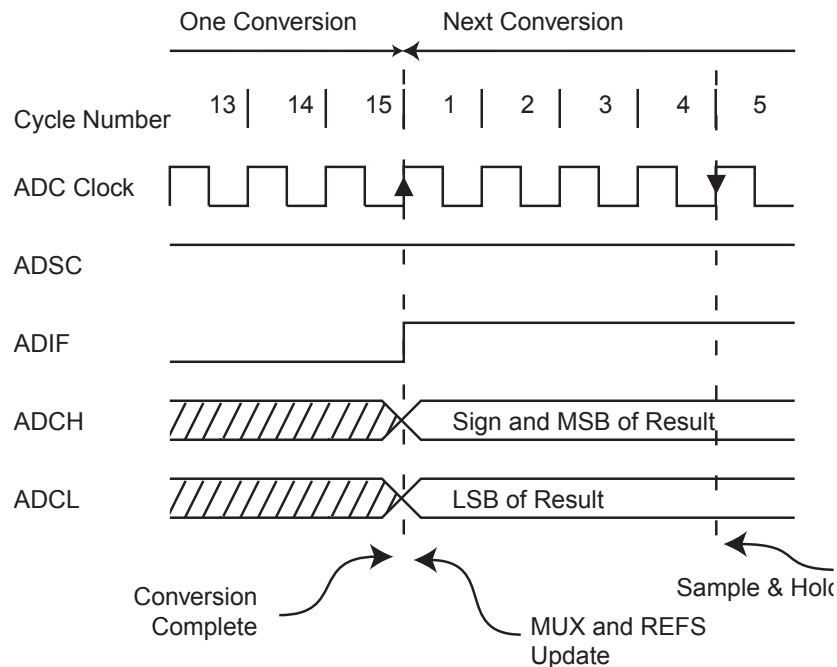 One Conversion
Next Conversion
Cycle Number
13 14 15 1 2 3 4 5
ADC Clock
ADSC
ADIF
ADCH
Sign and MSB of Result
ADCL
LSB of Result
Conversion
Complete
MUX and REFS
Update
Sample & Hold